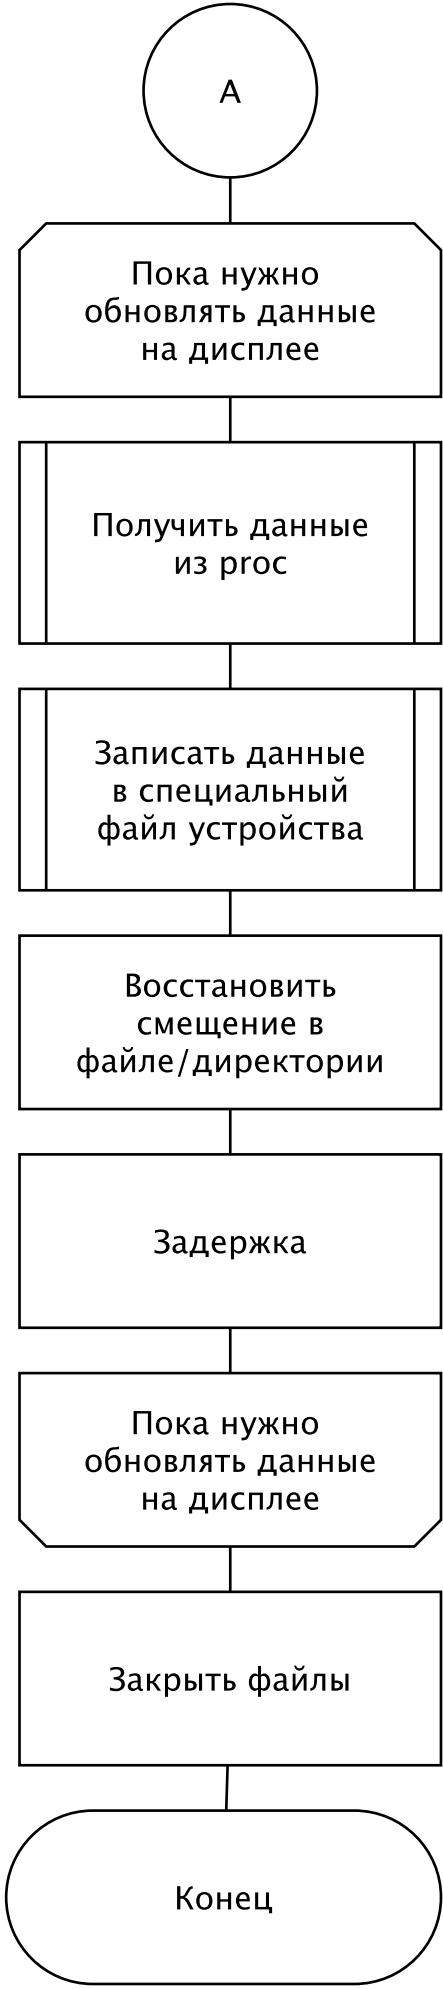 А
Пока нужно
обновлять данные
на дисплее
Получить данные
из proc
Записать данные
в специальный
файл устройства
Восстановить
смещение в
файле/директории
Задержка
Пока нужно
обновлять данные
на дисплее
Закрыть файлы
Конец